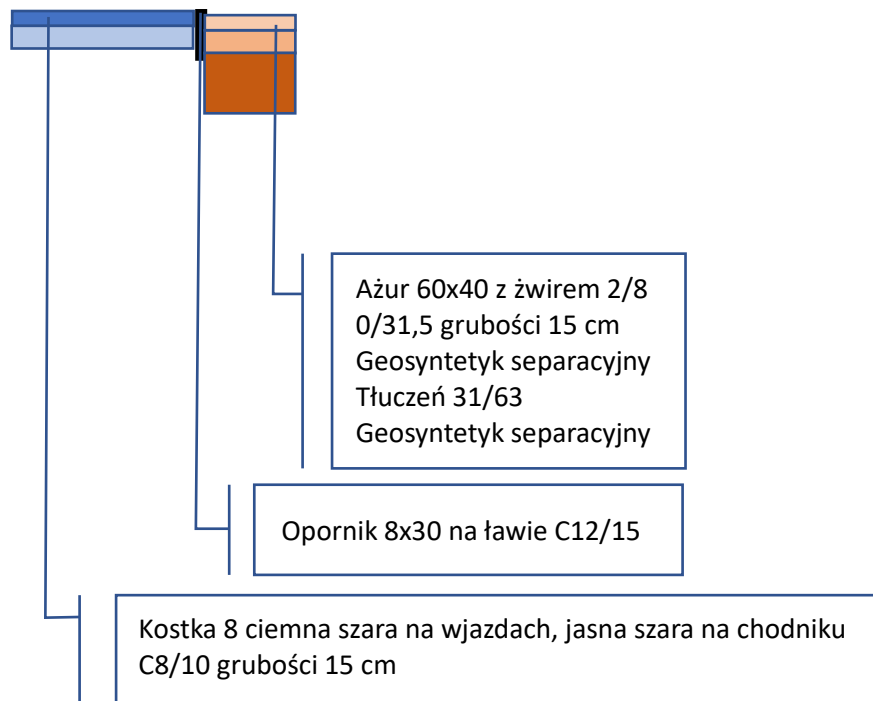 Ażur 60x40 z żwirem 2/8
0/31,5 grubości 15 cm
Geosyntetyk separacyjny
Tłuczeń 31/63
Geosyntetyk separacyjny
Opornik 8x30 na ławie C12/15
Kostka 8 ciemna szara na wjazdach, jasna szara na chodniku
C8/10 grubości 15 cm